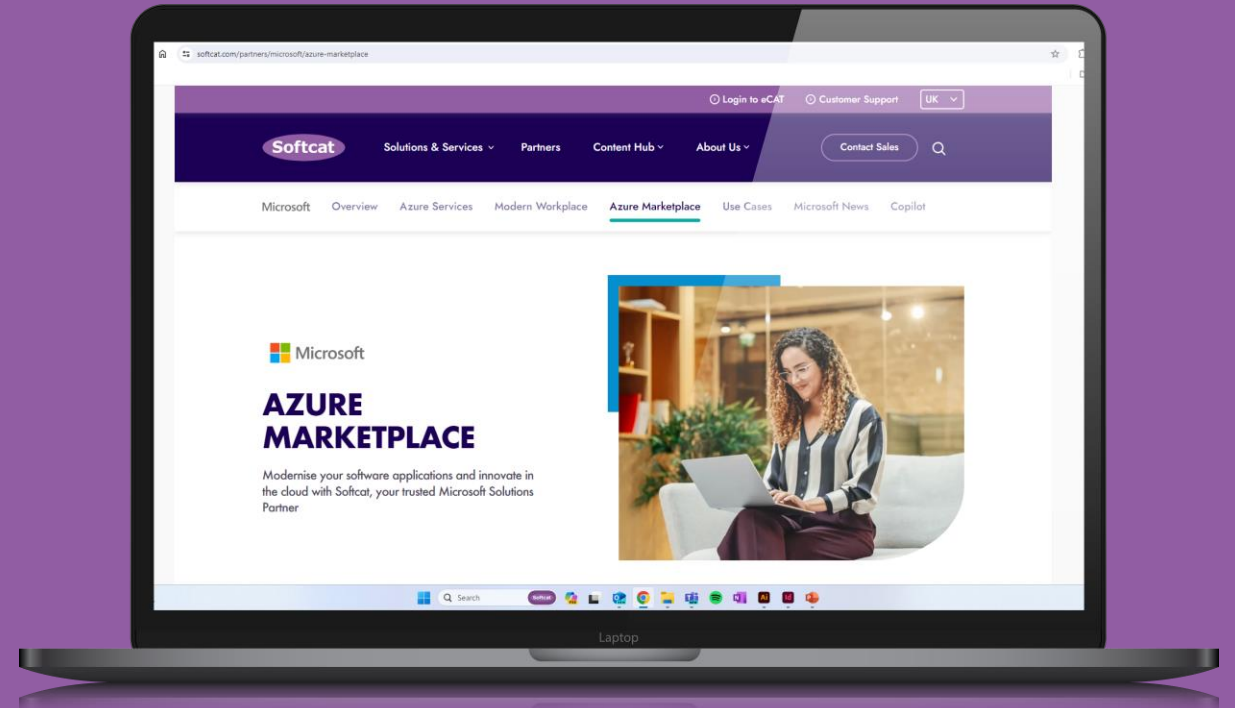 softcat.com/partners/microsoft/azure-marketplace
Login to eCAT Customer Support UK
Softcat Solutions & Services Partners Content Hub About Us Contact Sales
Microsoft Overview Azure Services Modern Workplace Azure Marketplace Use Cases Microsoft News Copilot
Microsoft
AZURE
MARKETPLACE
Modernise your software applications and innovate in
the cloud with Softcat, your trusted Microsoft Solutions
Partner
Search Softcat Ai Id
Laptop